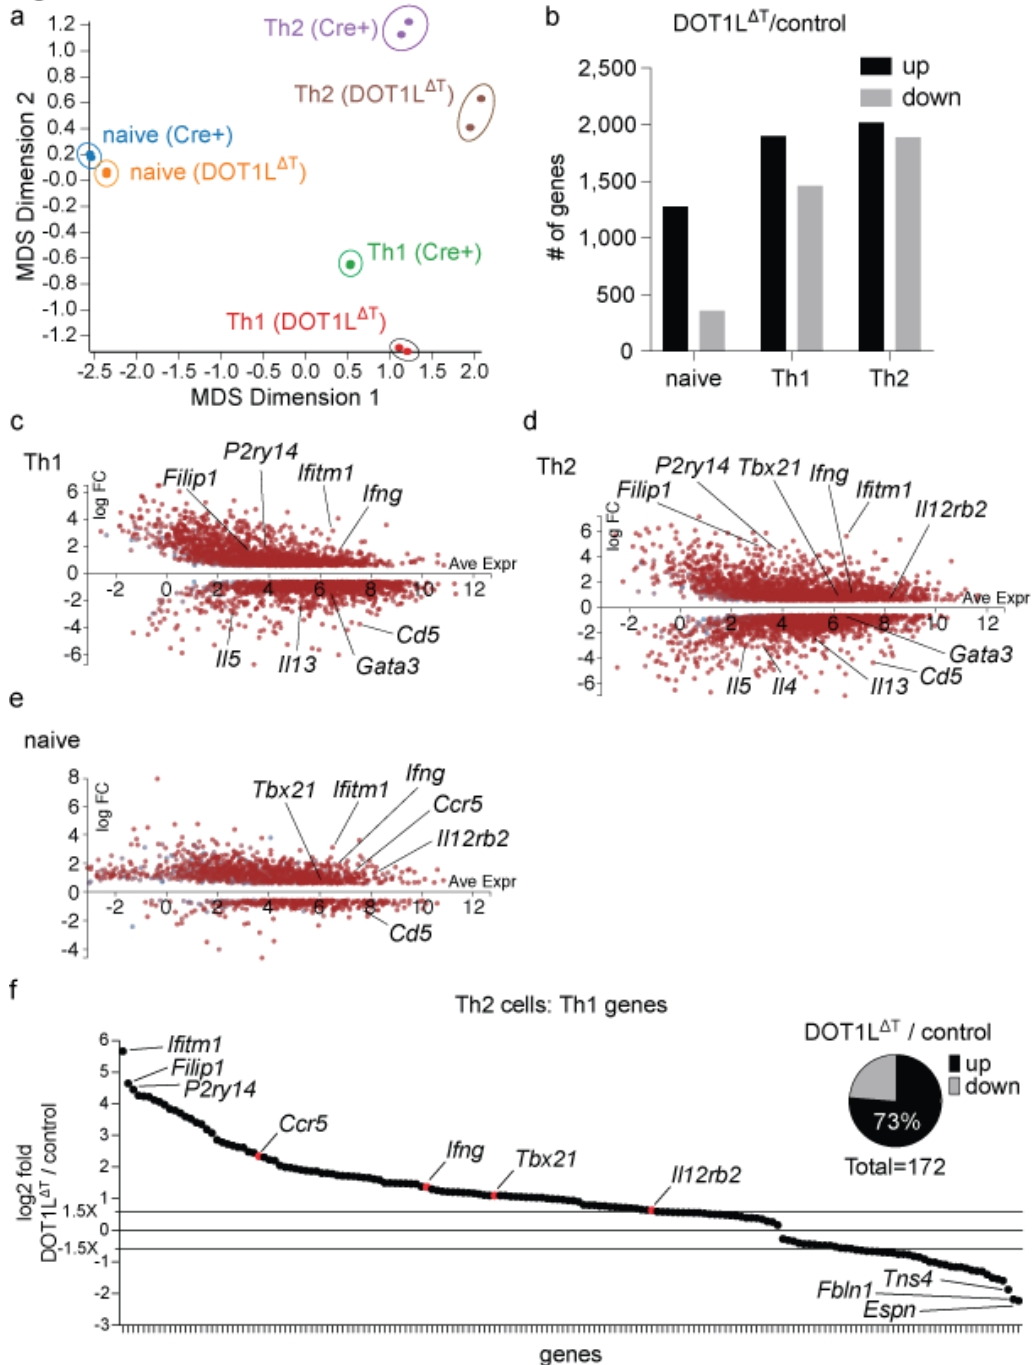 a
1.2
1.0
0.8
0.6
0.4
0.2
-0.0
-0.2
-0.4
-0.6
-0.8
-1.0
-1.2
MDS Dimension 2
Th2 (Cre+)
Th2 (DOT1LΔT)
naive (Cre+)
naive (DOT1LΔT)
Th1 (Cre+)
Th1 (DOT1LΔT)
-2.5 -2.0 -1.5 -1.0 -0.5 0.0 0.5 1.0 1.5 2.0
MDS Dimension 1
b
DOT1LΔT/control
up
down
2,500
2,000
1,500
1,000
500
0
# of genes
naive Th1 Th2
c
Th1
P2ry14
Filip1
Ifitm1
Ifng
log FC
6
4
2
0
-2
-6
Ave Expr
-2 0 2 4 6 8 10 12
Il5
Il13
Gata3
Cd5
d
Th2
P2ry14 Tbx21 Ifng
Filip1
Ifitm1
Il12rb2
log FC
6
4
2
0
-2
-4
-6
Ave Expr
-2 0 2 4 6 8 10 12
Gata3
Cd5
Il5 Il4 Il13
e
naive
8
6
4
2
0
-2
-4
log FC
Tbx21 Ifitm1
Ifng
Ccr5
Il12rb2
Ave Expr
-2 0 2 4 6 8 10 12
Cd5
f
Th2 cells: Th1 genes
6
5
4
3
2
1
1.5X
0
-1.5X
-1
-2
-3
log2 fold
DOT1LΔT / control
Ifitm1
Filip1
P2ry14
Ccr5
Ifng
Tbx21
Il12rb2
Tns4
Fbln1
Espn
DOT1LΔT / control
up
down
73%
Total=172
genes